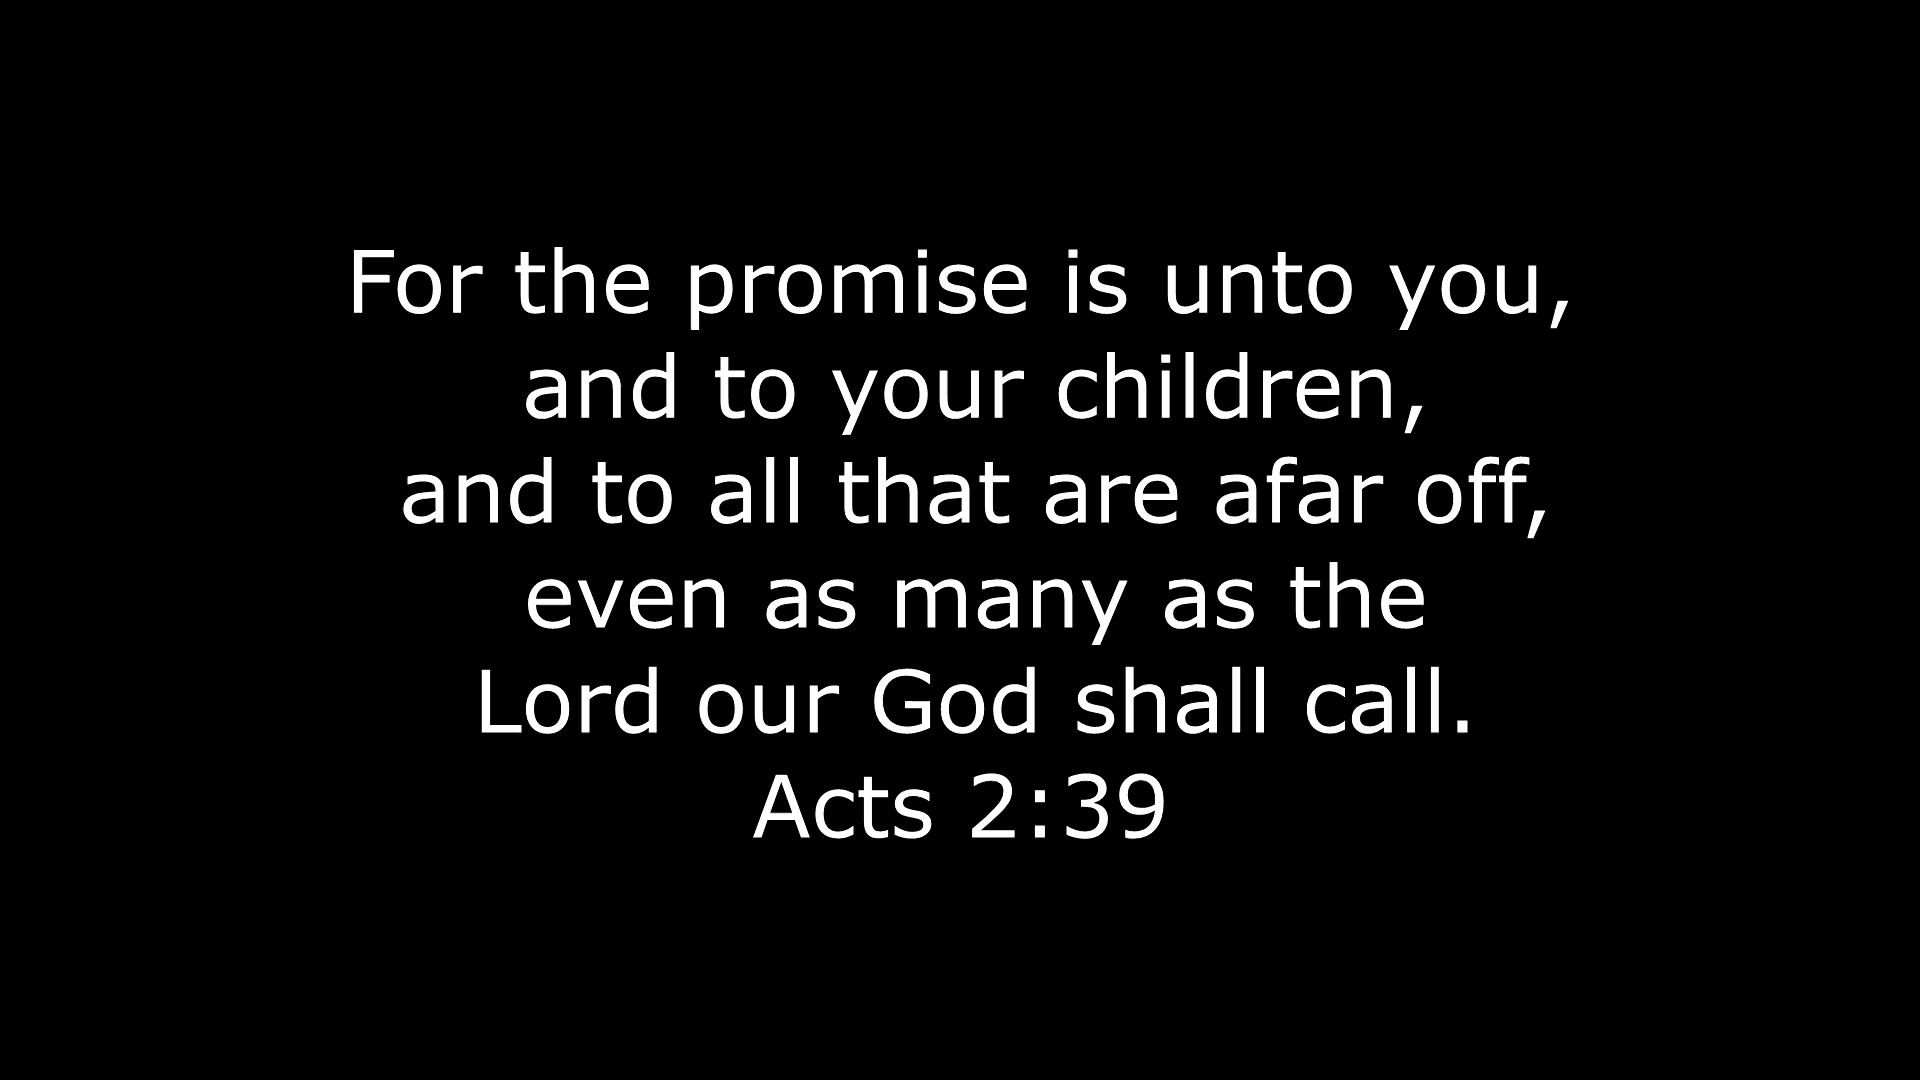 For the promise is unto you,
and to your children,
and to all that are afar off,
even as many as the
Lord our God shall call.
Acts 2:39